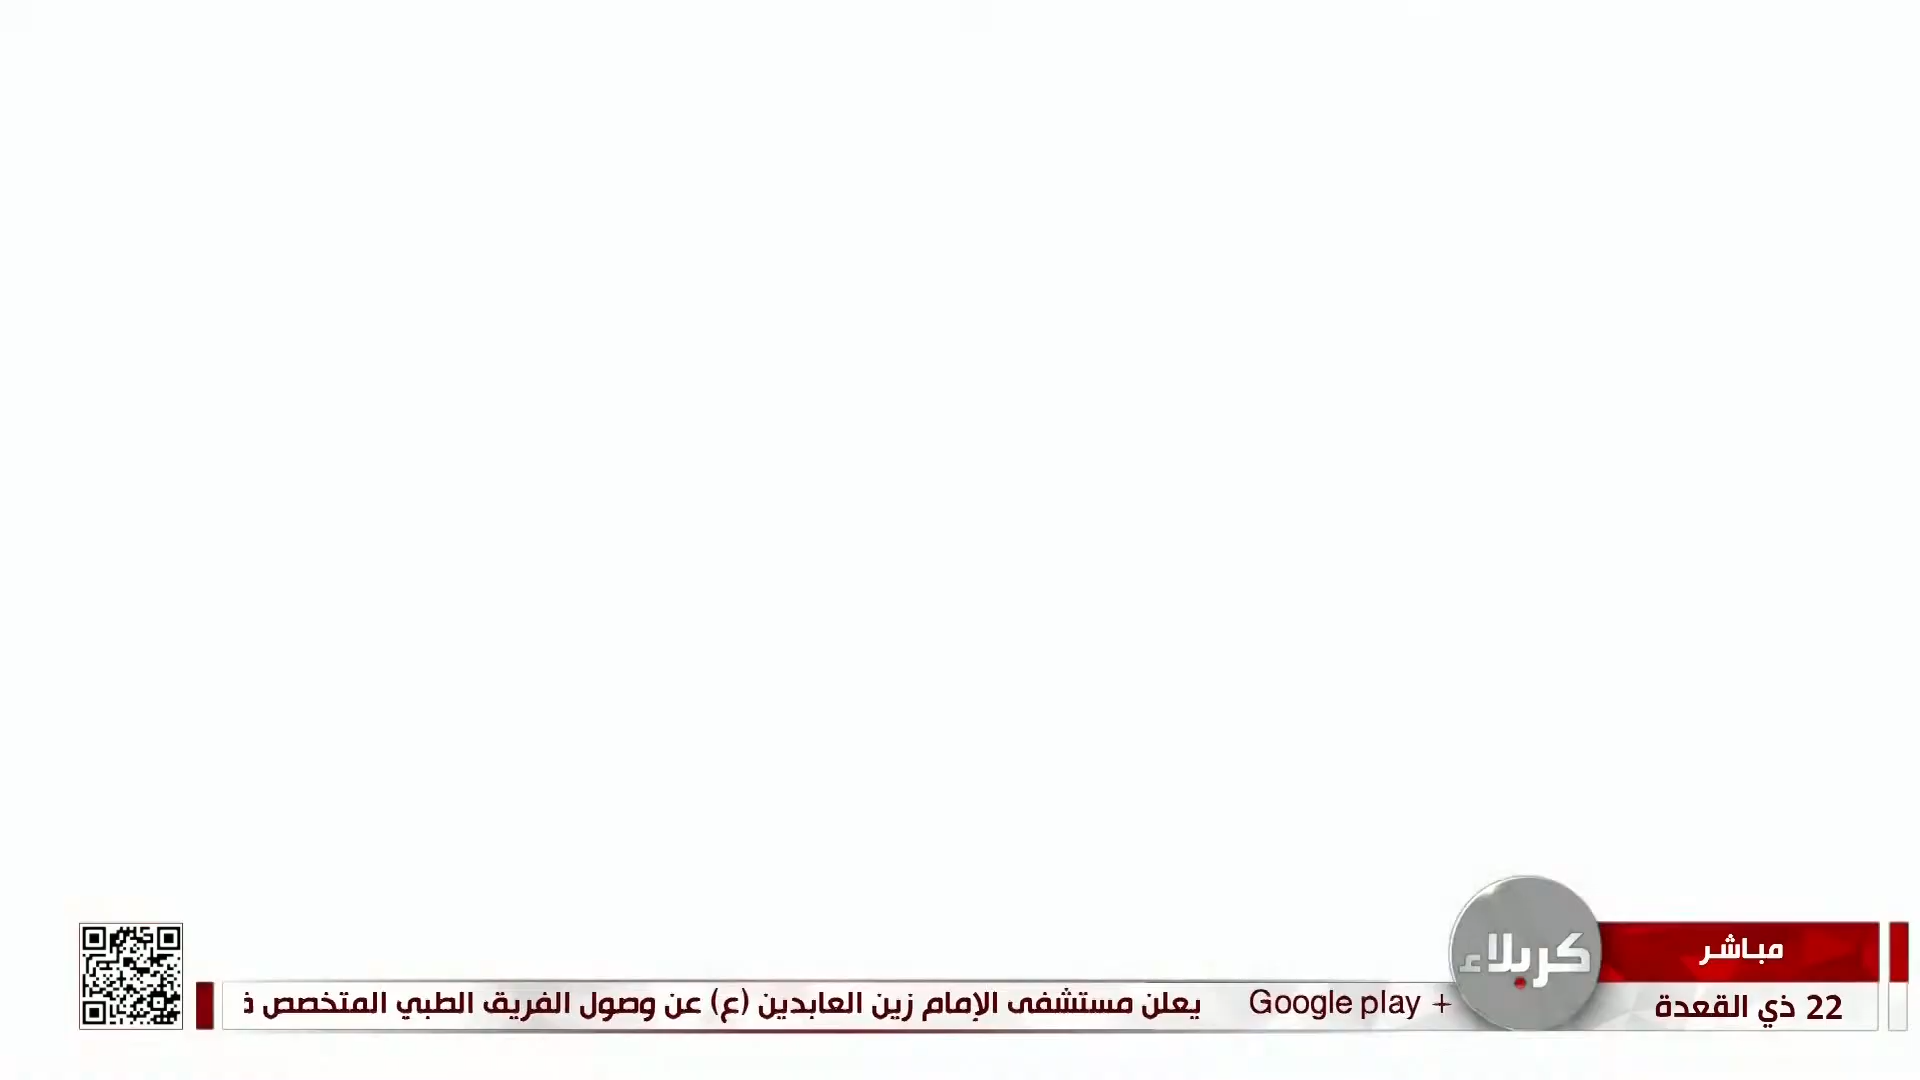 مباشر
كربلاء
22 ذي القعدة
+ Google play يعلن مستشفى الإمام زين العابدين (ع) عن وصول الفريق الطبي المتخصص